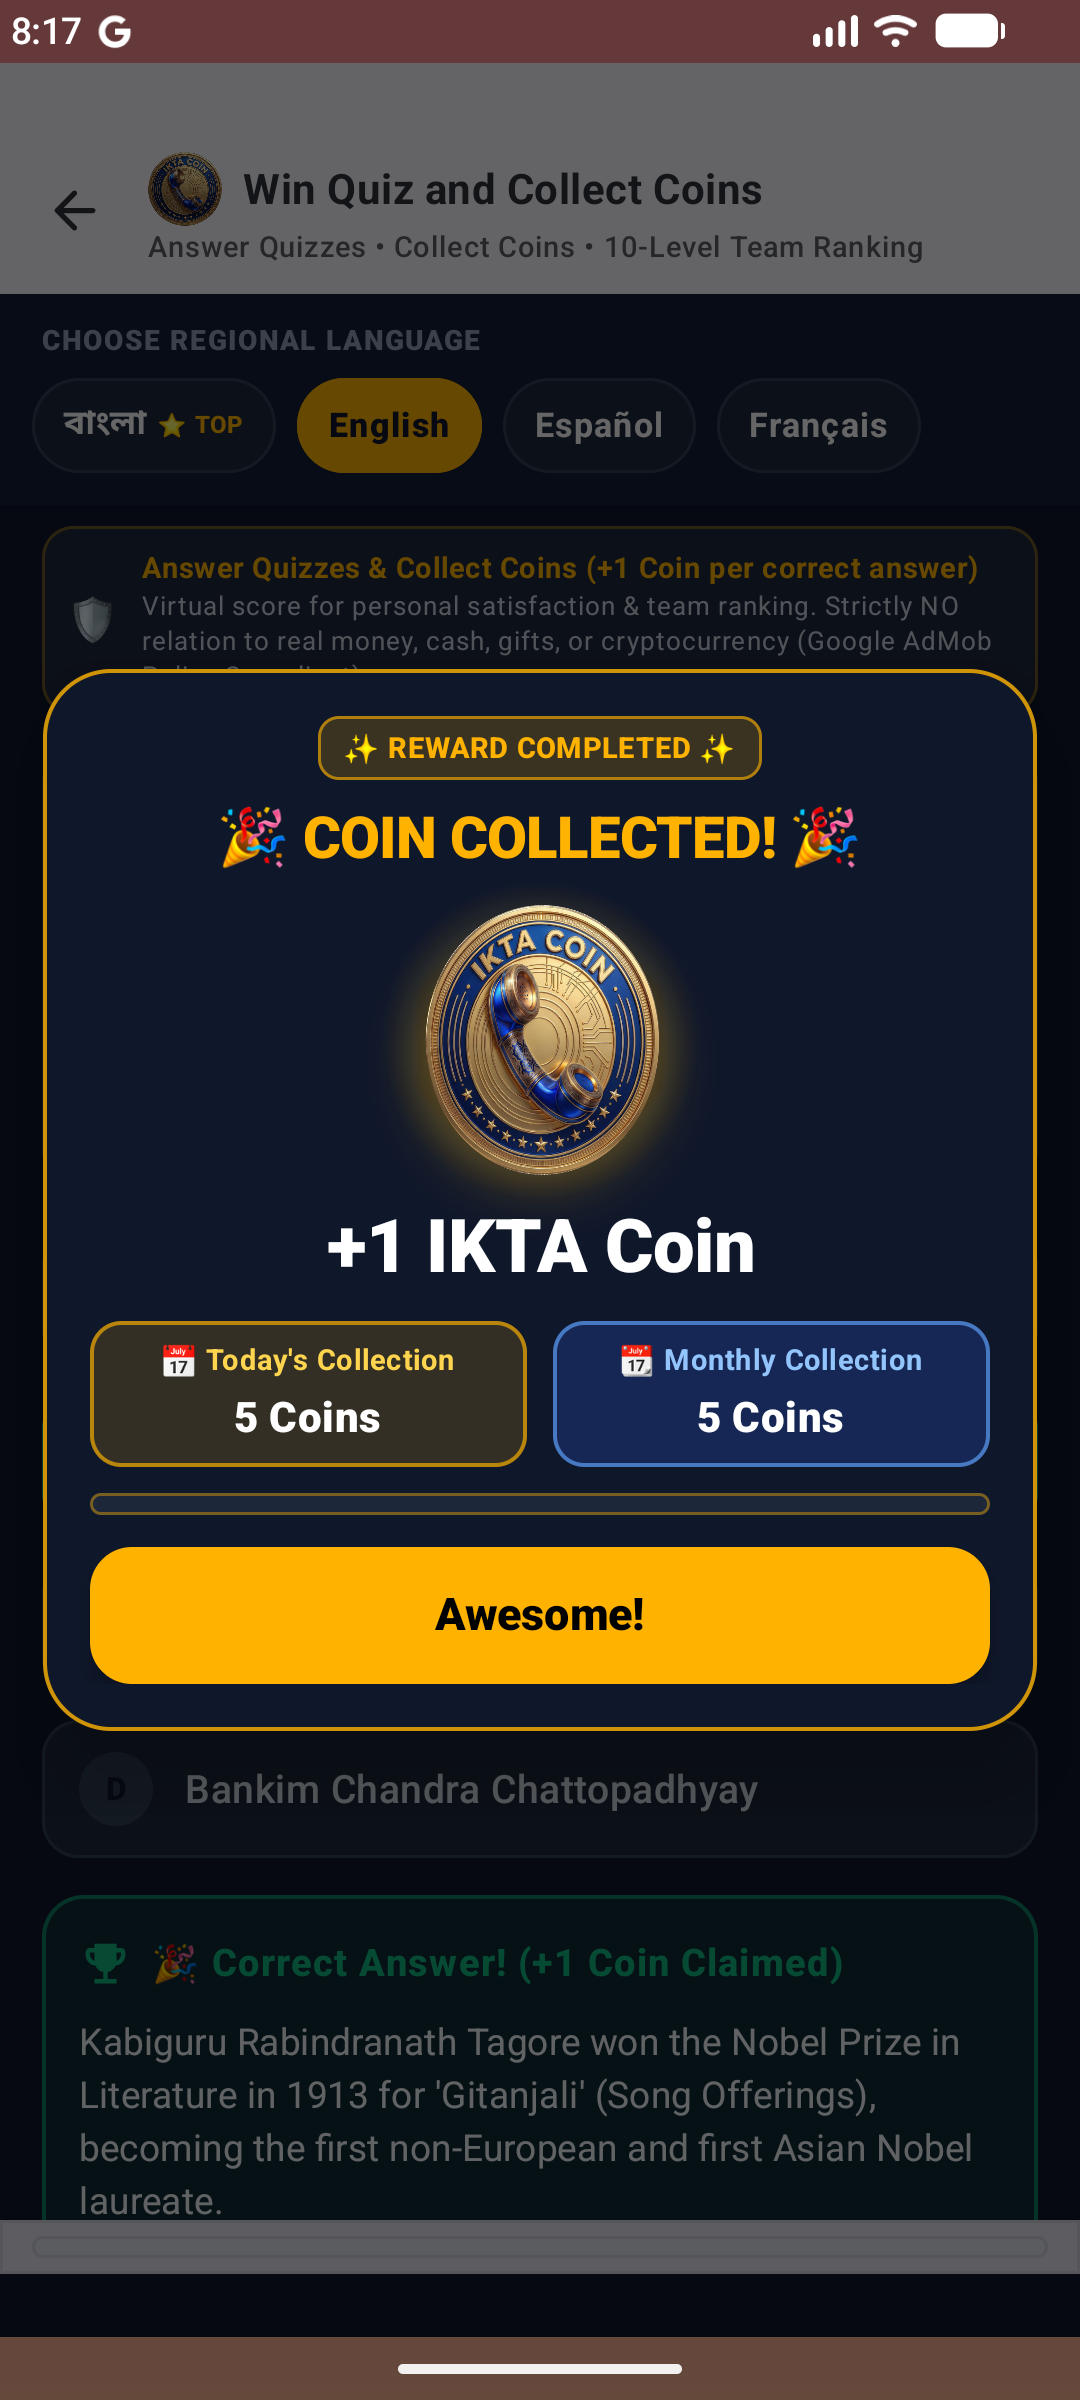 8:17
Win Quiz and Collect Coins
Answer Quizzes • Collect Coins • 10-Level Team Ranking
CHOOSE REGIONAL LANGUAGE
বাংলা ⭐ TOP
English
Español
Français
Answer Quizzes & Collect Coins (+1 Coin per correct answer)
Virtual score for personal satisfaction & team ranking. Strictly NO
relation to real money, cash, gifts, or cryptocurrency (Google AdMob
✨ REWARD COMPLETED ✨
🎉 COIN COLLECTED! 🎉
IKTA COIN
+1 IKTA Coin
📅 Today's Collection
5 Coins
📆 Monthly Collection
5 Coins
Awesome!
D
Bankim Chandra Chattopadhyay
🎉 Correct Answer! (+1 Coin Claimed)
Kabiguru Rabindranath Tagore won the Nobel Prize in
Literature in 1913 for 'Gitanjali' (Song Offerings),
becoming the first non-European and first Asian Nobel
laureate.